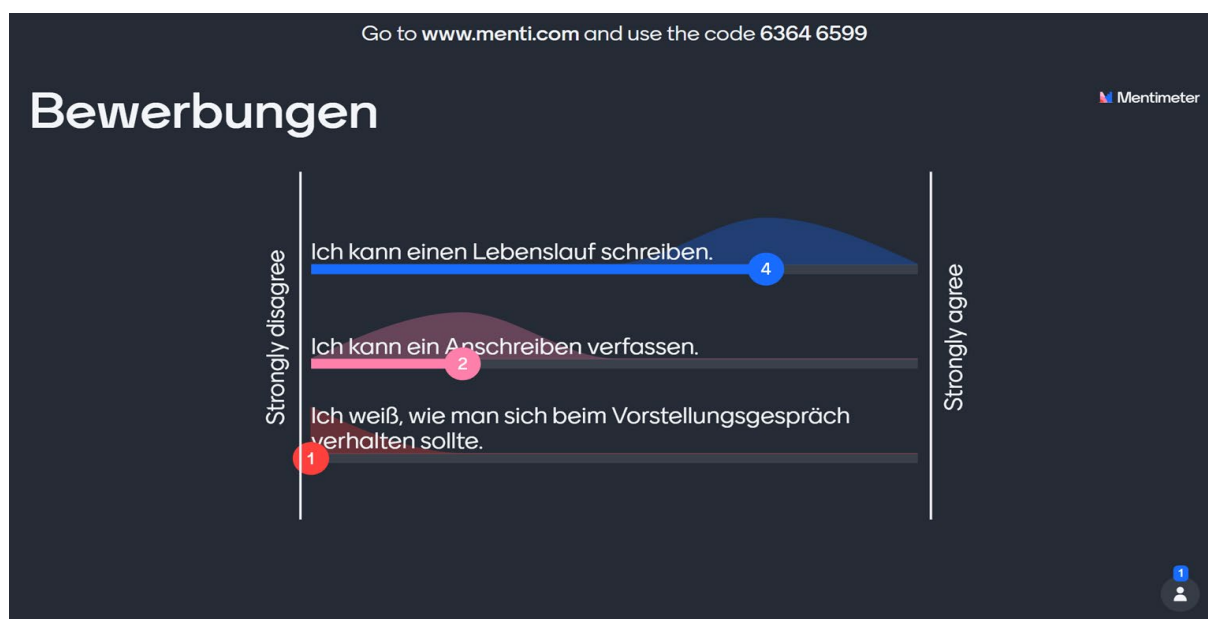 Go to www.menti.com and use the code 6364 6599
Bewerbungen
Mentimeter
Strongly disagree
Ich kann einen Lebenslauf schreiben.
4
Ich kann ein Anschreiben verfassen.
2
Ich weiß, wie man sich beim Vorstellungsgespräch
verhalten sollte.
1
Strongly agree
1